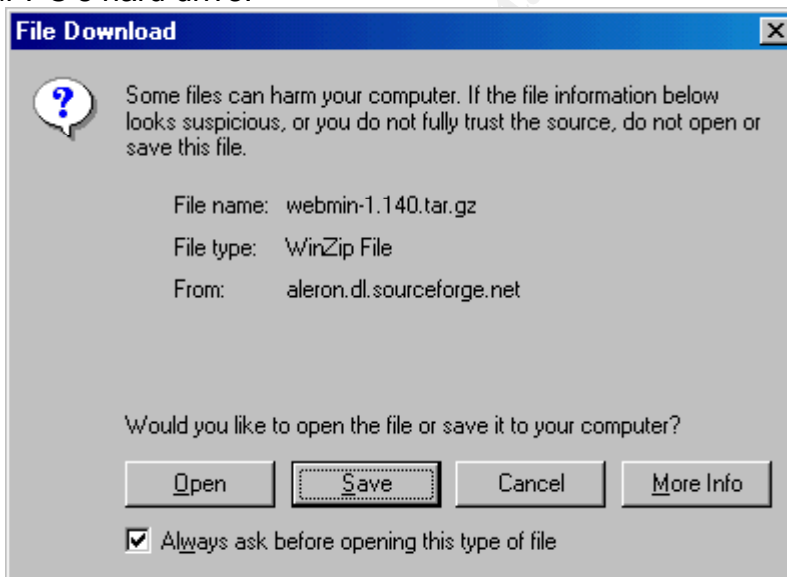 PC's hard drive.
File Download
Some files can harm your computer. If the file information below
looks suspicious, or you do not fully trust the source, do not open or
save this file.
File name: webmin-1.140.tar.gz
File type: WinZip File
From: aleron.dl.sourceforge.net
Would you like to open the file or save it to your computer?
Open Save Cancel More Info
Always ask before opening this type of file